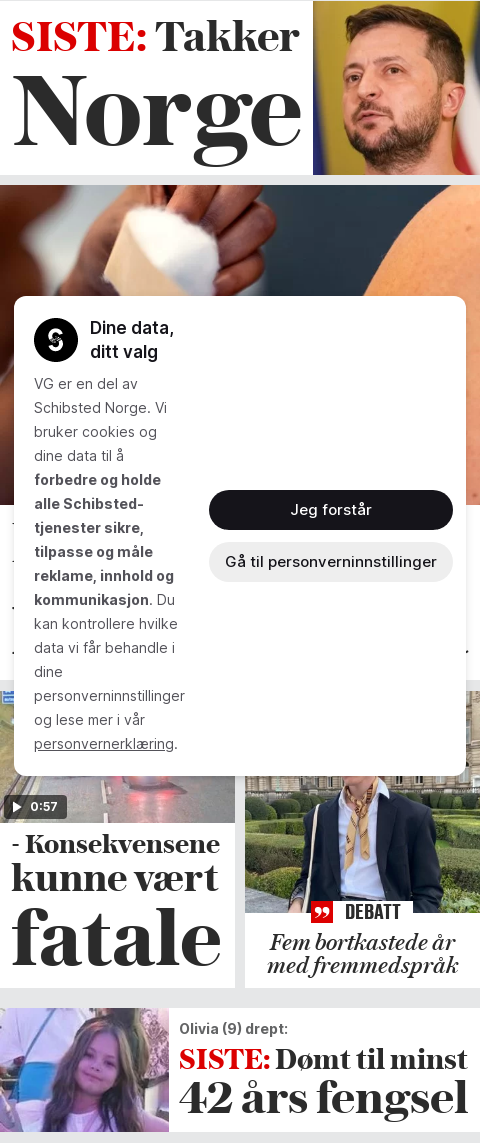 SISTE: Takker
Norge
Dine data,
ditt valg
VG er en del av
Schibsted Norge. Vi
bruker cookies og
dine data til å
forbedre og holde
alle Schibsted-
tjenester sikre,
tilpasse og måle
reklame, innhold og
kommunikasjon. Du
kan kontrollere hvilke
data vi får behandle i
dine
personverninnstillinger
og lese mer i vår
personvernerklæring.
Jeg forstår
Gå til personverninnstillinger
0:57
- Konsekvensene
kunne vært
fatale
DEBATT
Fem bortkastede år
med fremmedspråk
Olivia (9) drept:
SISTE: Dømt til minst
42 års fengsel